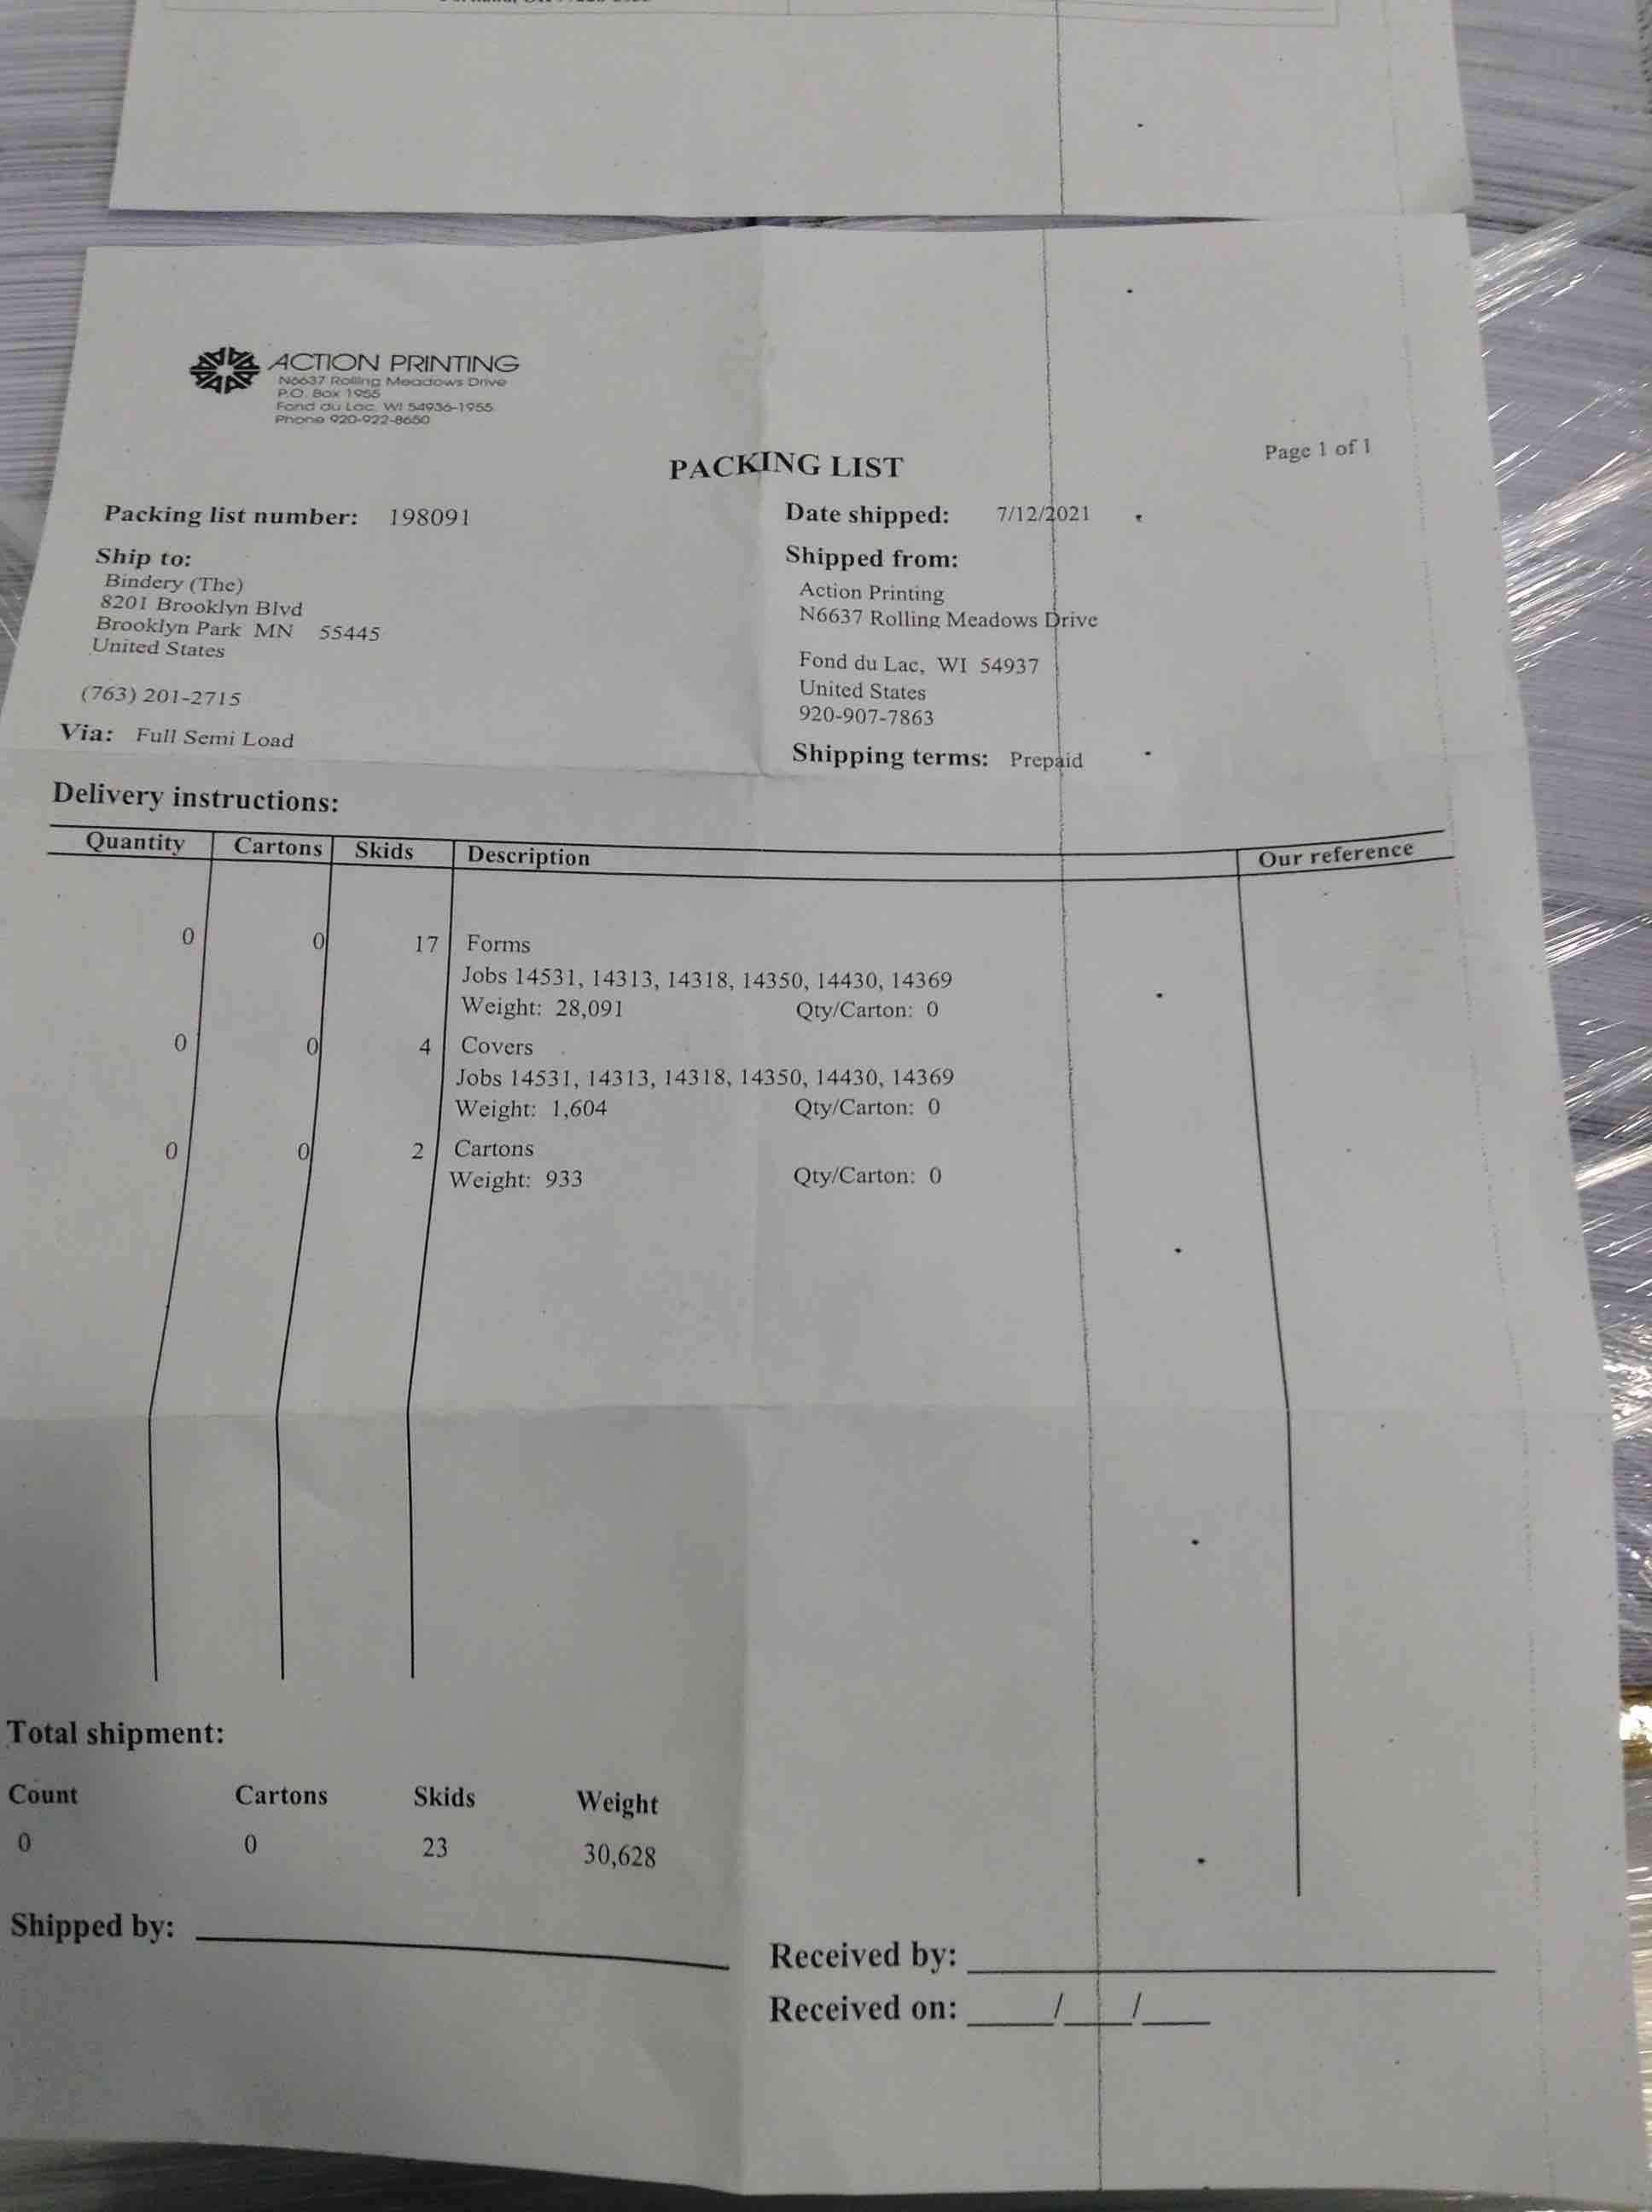 ACTION PRINTING
N6637 Rolling Meadows Drive
P.O. Box 1955
Fond du Lac, WI 54936-1955
Phone 920-922-8650
PACKING LIST
Page 1 of 1
Packing list number: 198091
Date shipped: 7/12/2021
Ship to:
Bindery (The)
8201 Brooklyn Blvd
Brooklyn Park MN 55445
United States
(763) 201-2715
Via: Full Semi Load
Shipped from:
Action Printing
N6637 Rolling Meadows Drive
Fond du Lac, WI 54937
United States
920-907-7863
Shipping terms: Prepaid
Delivery instructions:
Quantity Cartons Skids Description Our reference
0 0 17 Forms
Jobs 14531, 14313, 14318, 14350, 14430, 14369
Weight: 28,091 Qty/Carton: 0
0 0 4 Covers
Jobs 14531, 14313, 14318, 14350, 14430, 14369
Weight: 1,604 Qty/Carton: 0
0 0 2 Cartons
Weight: 933 Qty/Carton: 0
Total shipment:
Count Cartons Skids Weight
0 0 23 30,628
Shipped by:
Received by:
Received on: / /